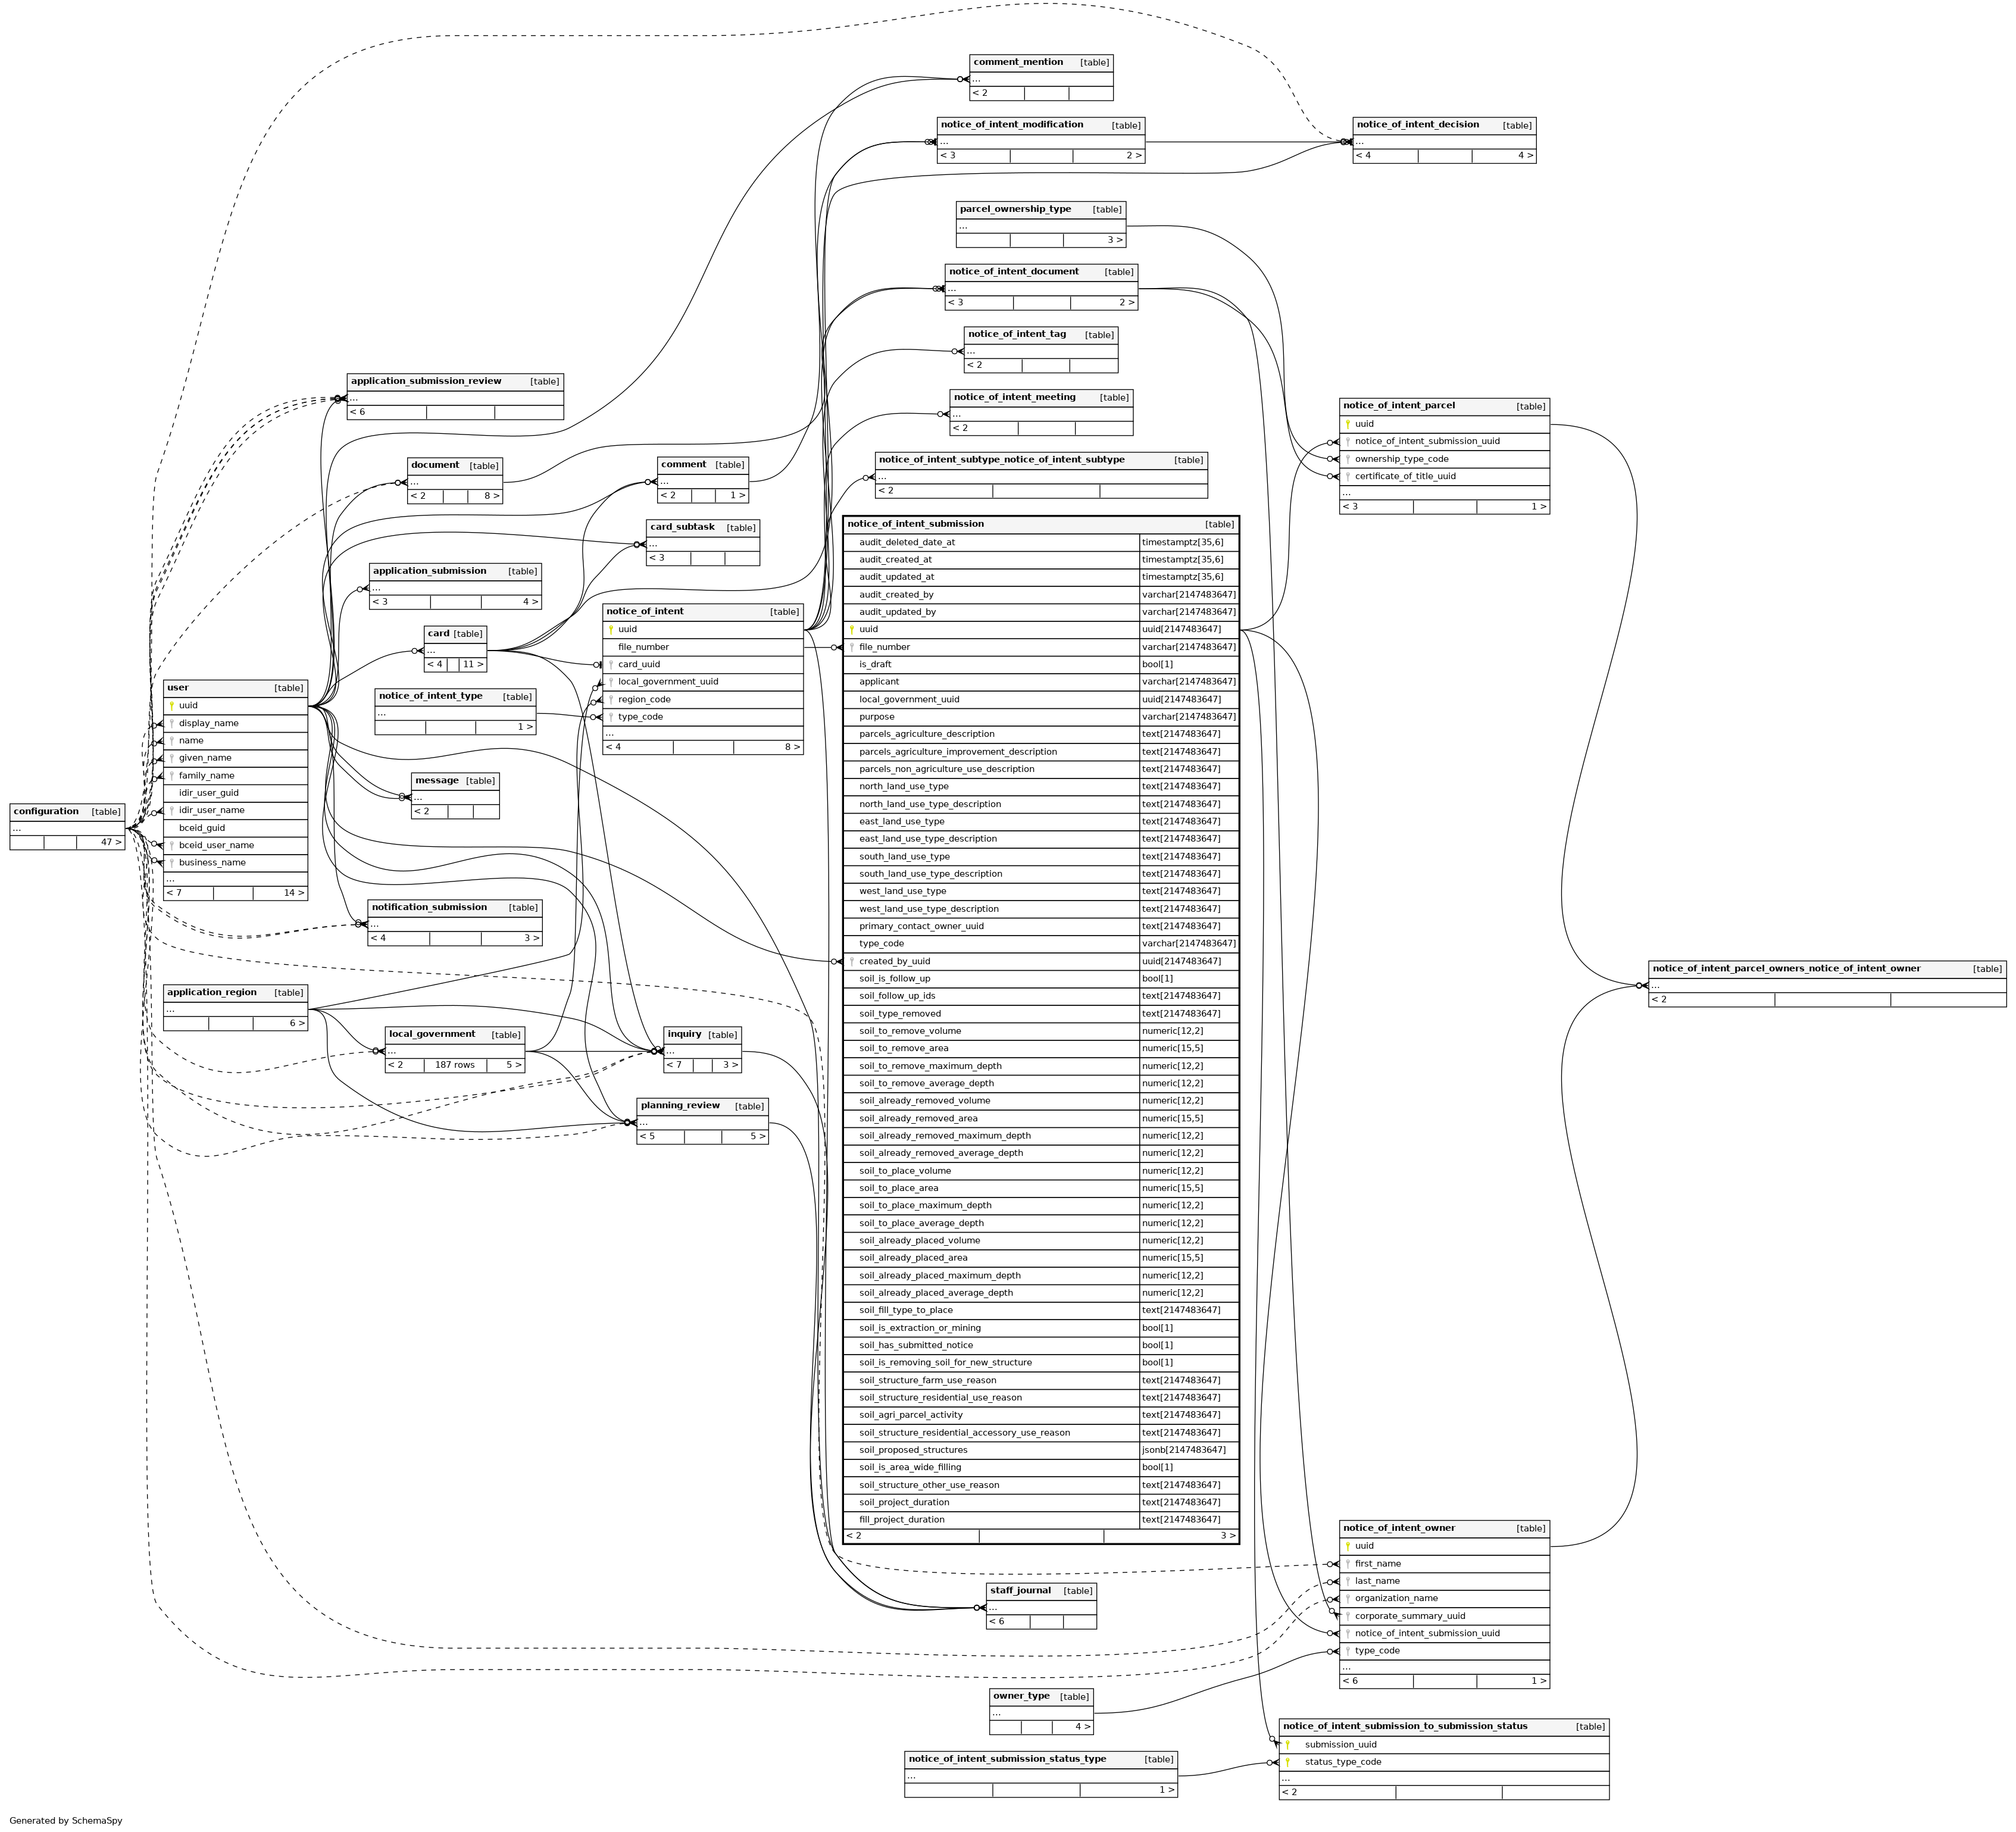 comment_mention [table]
...
< 2
notice_of_intent_modification [table]
...
< 3 2 >
notice_of_intent_decision [table]
...
< 4 4 >
parcel_ownership_type [table]
...
3 >
notice_of_intent_document [table]
...
< 3 2 >
notice_of_intent_tag [table]
...
< 2
application_submission_review [table]
...
< 6
notice_of_intent_meeting [table]
...
< 2
notice_of_intent_parcel [table]
uuid
notice_of_intent_submission_uuid
ownership_type_code
certificate_of_title_uuid
...
< 3 1 >
document [table]
...
< 2 8 >
comment [table]
...
< 2 1 >
notice_of_intent_subtype_notice_of_intent_subtype [table]
...
< 2
card_subtask [table]
...
< 3
application_submission [table]
...
< 3 4 >
card [table]
...
< 4 11 >
notice_of_intent_type [table]
...
1 >
notice_of_intent [table]
uuid
file_number
card_uuid
local_government_uuid
region_code
type_code
...
< 4 8 >
notice_of_intent_submission [table]
audit_deleted_date_at timestamptz[35,6]
audit_created_at timestamptz[35,6]
audit_updated_at timestamptz[35,6]
audit_created_by varchar[2147483647]
audit_updated_by varchar[2147483647]
uuid uuid[2147483647]
file_number varchar[2147483647]
is_draft bool[1]
applicant varchar[2147483647]
local_government_uuid uuid[2147483647]
purpose varchar[2147483647]
parcels_agriculture_description text[2147483647]
parcels_agriculture_improvement_description text[2147483647]
parcels_non_agriculture_use_description text[2147483647]
north_land_use_type text[2147483647]
north_land_use_type_description text[2147483647]
east_land_use_type text[2147483647]
east_land_use_type_description text[2147483647]
south_land_use_type text[2147483647]
south_land_use_type_description text[2147483647]
west_land_use_type text[2147483647]
west_land_use_type_description text[2147483647]
primary_contact_owner_uuid text[2147483647]
type_code varchar[2147483647]
created_by_uuid uuid[2147483647]
soil_is_follow_up bool[1]
soil_follow_up_ids text[2147483647]
soil_type_removed text[2147483647]
soil_to_remove_volume numeric[12,2]
soil_to_remove_area numeric[15,5]
soil_to_remove_maximum_depth numeric[12,2]
soil_to_remove_average_depth numeric[12,2]
soil_already_removed_volume numeric[12,2]
soil_already_removed_area numeric[15,5]
soil_already_removed_maximum_depth numeric[12,2]
soil_already_removed_average_depth numeric[12,2]
soil_to_place_volume numeric[12,2]
soil_to_place_area numeric[15,5]
soil_to_place_maximum_depth numeric[12,2]
soil_to_place_average_depth numeric[12,2]
soil_already_placed_volume numeric[12,2]
soil_already_placed_area numeric[15,5]
soil_already_placed_maximum_depth numeric[12,2]
soil_already_placed_average_depth numeric[12,2]
soil_fill_type_to_place text[2147483647]
soil_is_extraction_or_mining bool[1]
soil_has_submitted_notice bool[1]
soil_is_removing_soil_for_new_structure bool[1]
soil_structure_farm_use_reason text[2147483647]
soil_structure_residential_use_reason text[2147483647]
soil_agri_parcel_activity text[2147483647]
soil_structure_residential_accessory_use_reason text[2147483647]
soil_proposed_structures jsonb[2147483647]
soil_is_area_wide_filling bool[1]
soil_structure_other_use_reason text[2147483647]
soil_project_duration text[2147483647]
fill_project_duration text[2147483647]
< 2 3 >
user [table]
uuid
display_name
name
given_name
family_name
idir_user_guid
idir_user_name
bceid_guid
bceid_user_name
business_name
...
< 7 14 >
message [table]
...
< 2
configuration [table]
...
47 >
notification_submission [table]
...
< 4 3 >
application_region [table]
...
6 >
local_government [table]
...
< 2 187 rows 5 >
inquiry [table]
...
< 7 3 >
planning_review [table]
...
< 5 5 >
notice_of_intent_parcel_owners_notice_of_intent_owner [table]
...
< 2
notice_of_intent_owner [table]
uuid
first_name
last_name
organization_name
corporate_summary_uuid
notice_of_intent_submission_uuid
type_code
...
< 6 1 >
staff_journal [table]
...
< 6
owner_type [table]
...
4 >
notice_of_intent_submission_to_submission_status [table]
submission_uuid
status_type_code
...
< 2
notice_of_intent_submission_status_type [table]
...
1 >
Generated by SchemaSpy